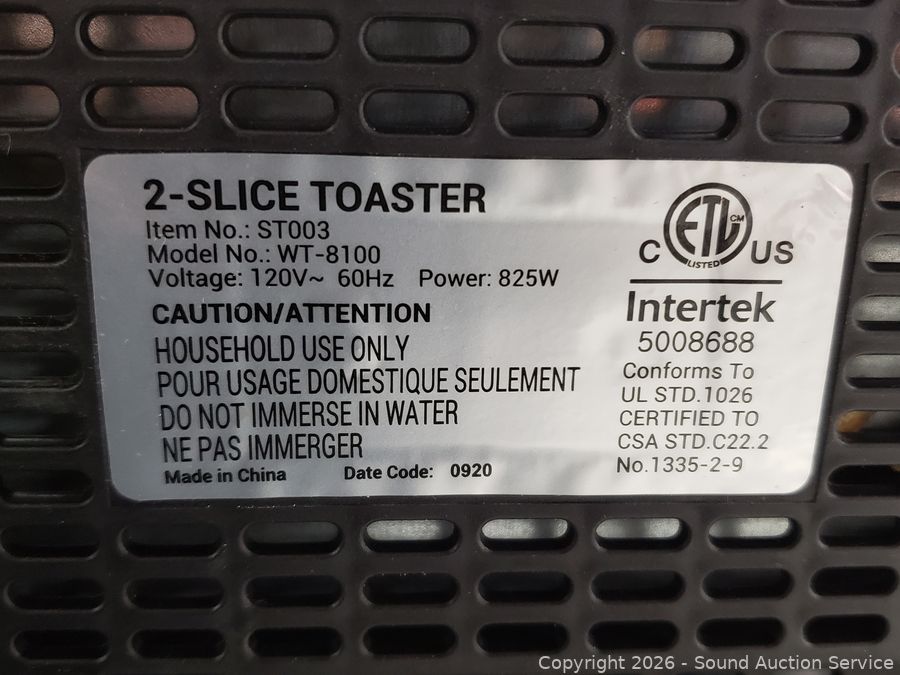 2-SLICE TOASTER
Item No.: ST003
Model No.: WT-8100
Voltage: 120V~ 60Hz Power: 825W
CAUTION/ATTENTION
HOUSEHOLD USE ONLY
POUR USAGE DOMESTIQUE SEULEMENT
DO NOT IMMERSE IN WATER
NE PAS IMMERGER
Made in China Date Code: 0920
ETL CM
LISTED
C US
Intertek
5008688
Conforms To
UL STD.1026
CERTIFIED TO
CSA STD.C22.2
No.1335-2-9
Copyright © 2026 - Sound Auction Service